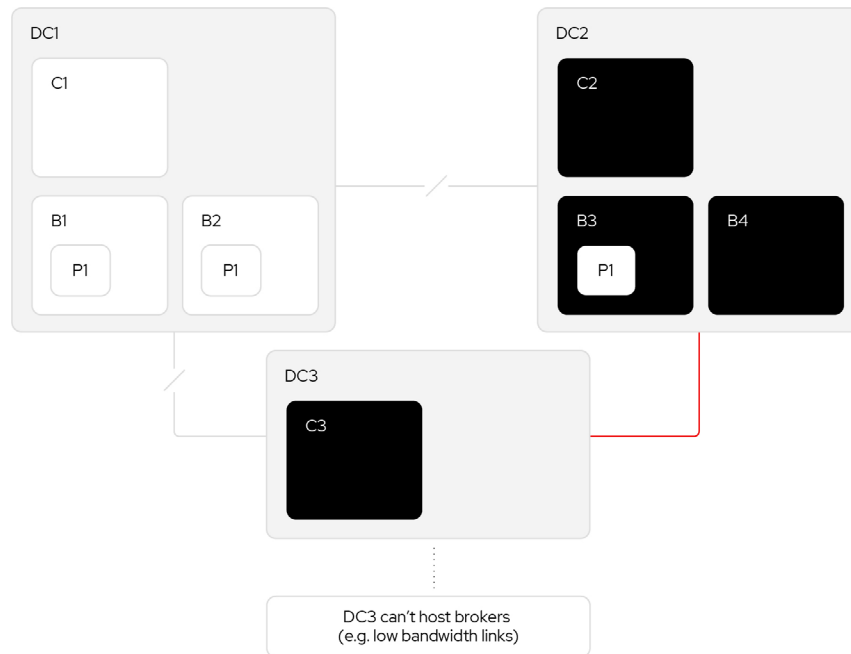 DC1
C1
B1
P1
B2
P1
DC2
C2
B3
P1
B4
DC3
C3
DC3 can't host brokers
(e.g. low bandwidth links)